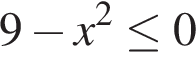 9 − x² ≤ 0